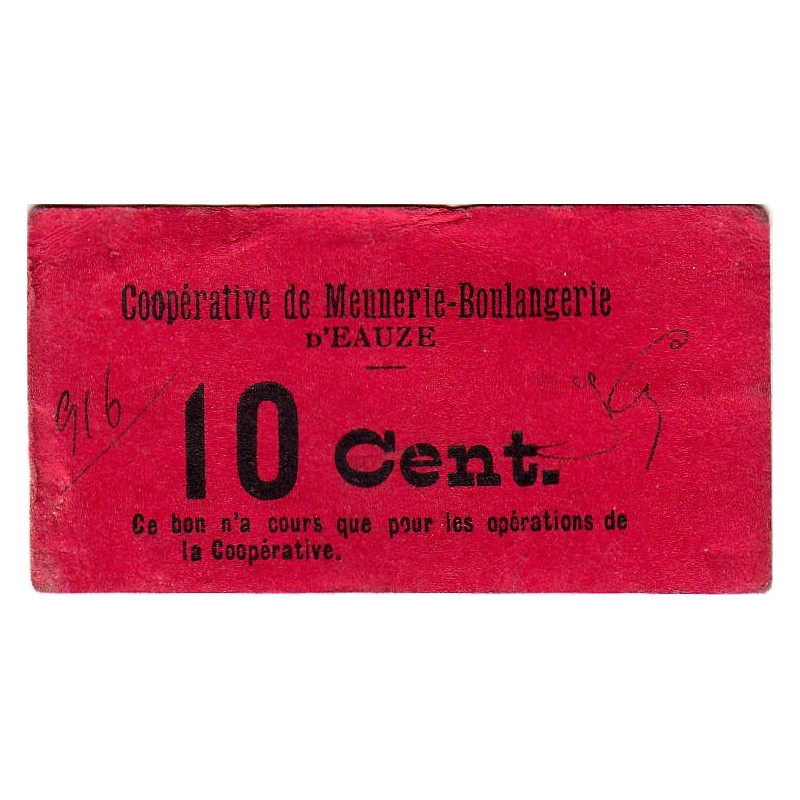 Coopérative de Meunerie-Boulangerie
D'EAUZE
916
10 Cent.
Ce bon n'a cours que pour les opérations de
la Coopérative.